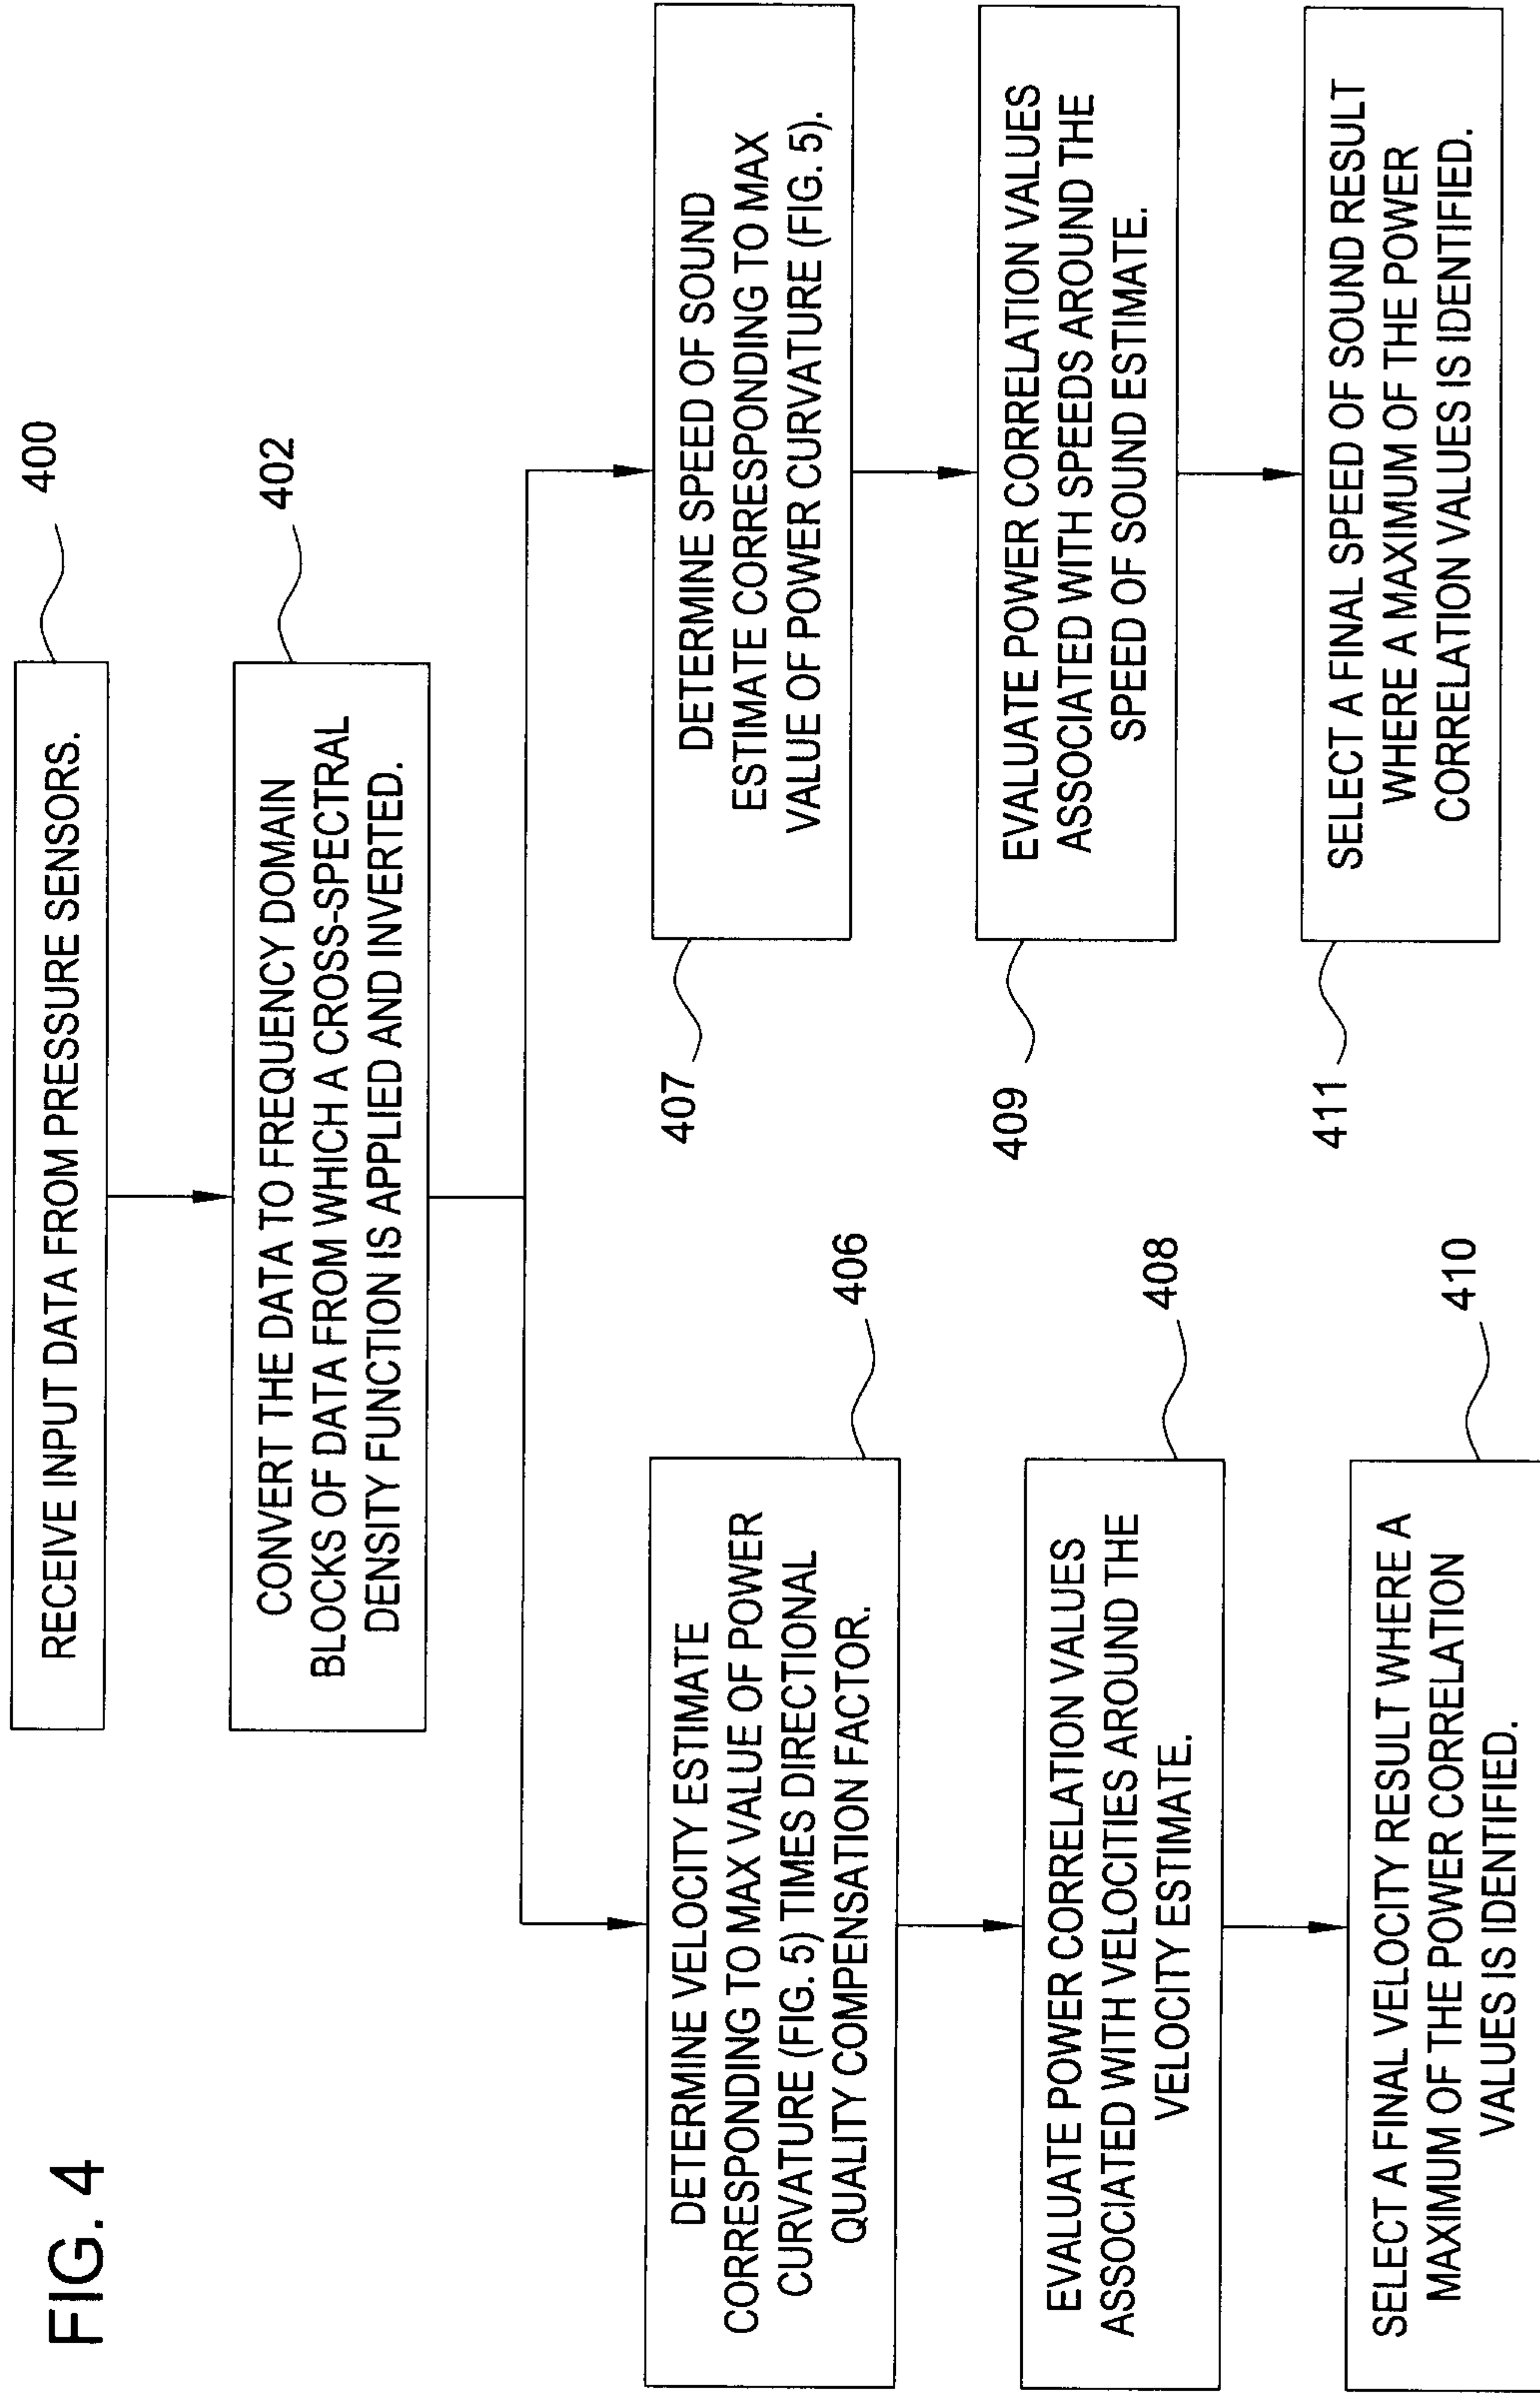 FIG. 4
RECEIVE INPUT DATA FROM PRESSURE SENSORS.
400
CONVERT THE DATA TO FREQUENCY DOMAIN
BLOCKS OF DATA FROM WHICH A CROSS-SPECTRAL
DENSITY FUNCTION IS APPLIED AND INVERTED.
402
DETERMINE VELOCITY ESTIMATE
CORRESPONDING TO MAX VALUE OF POWER
CURVATURE (FIG. 5) TIMES DIRECTIONAL
QUALITY COMPENSATION FACTOR.
406
EVALUATE POWER CORRELATION VALUES
ASSOCIATED WITH VELOCITIES AROUND THE
VELOCITY ESTIMATE.
408
SELECT A FINAL VELOCITY RESULT WHERE A
MAXIMUM OF THE POWER CORRELATION
VALUES IS IDENTIFIED.
410
407
DETERMINE SPEED OF SOUND
ESTIMATE CORRESPONDING TO MAX
VALUE OF POWER CURVATURE (FIG. 5).
409
EVALUATE POWER CORRELATION VALUES
ASSOCIATED WITH SPEEDS AROUND THE
SPEED OF SOUND ESTIMATE.
411
SELECT A FINAL SPEED OF SOUND RESULT
WHERE A MAXIMUM OF THE POWER
CORRELATION VALUES IS IDENTIFIED.